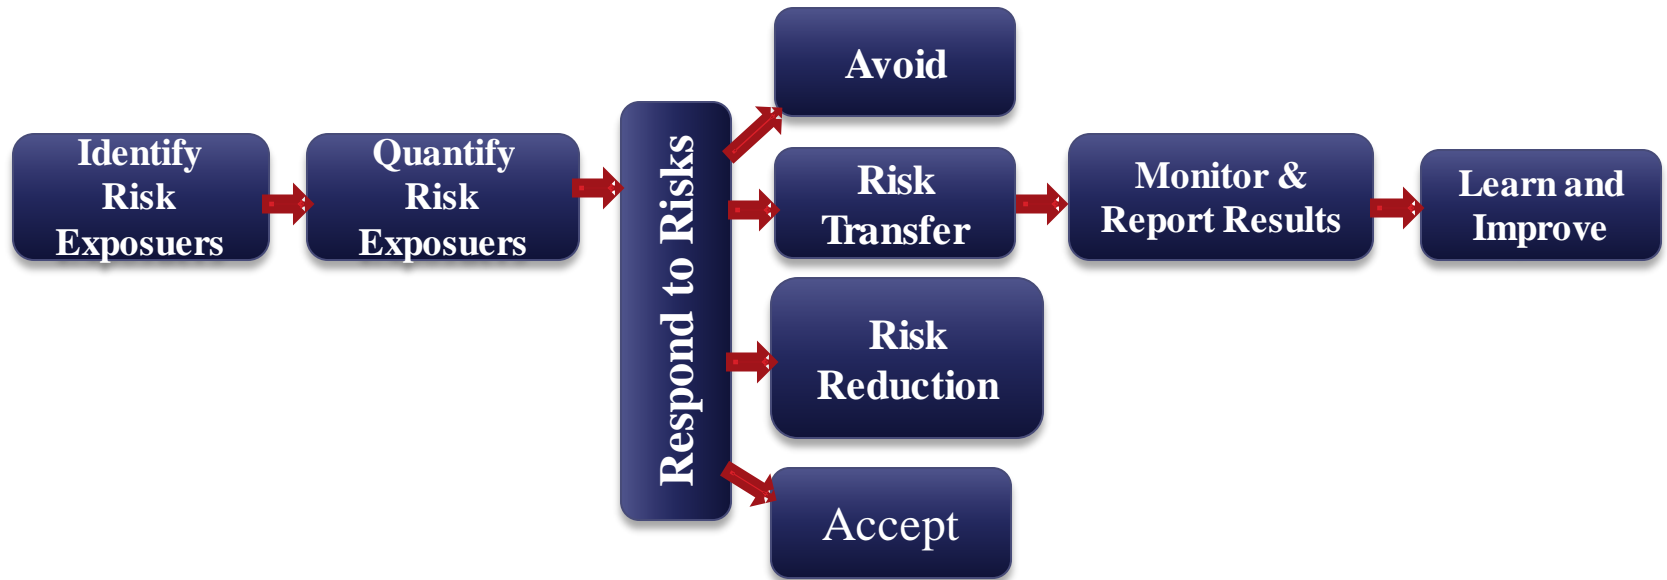 Identify
Risk
Exposuers
Quantify
Risk
Exposuers
Respond to Risks
Avoid
Risk
Transfer
Risk
Reduction
Accept
Monitor &
Report Results
Learn and
Improve